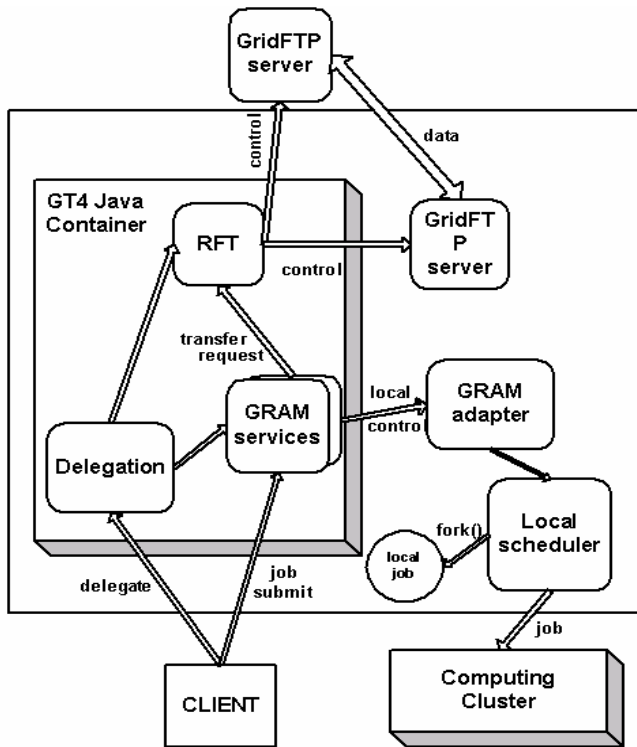 GridFTP
server
control
data
GT4 Java
Container
RFT
GridFT
P
server
control
transfer
request
GRAM
services
local
control
GRAM
adapter
Delegation
fork()
Local
scheduler
local
job
delegate
job
submit
job
CLIENT
Computing
Cluster